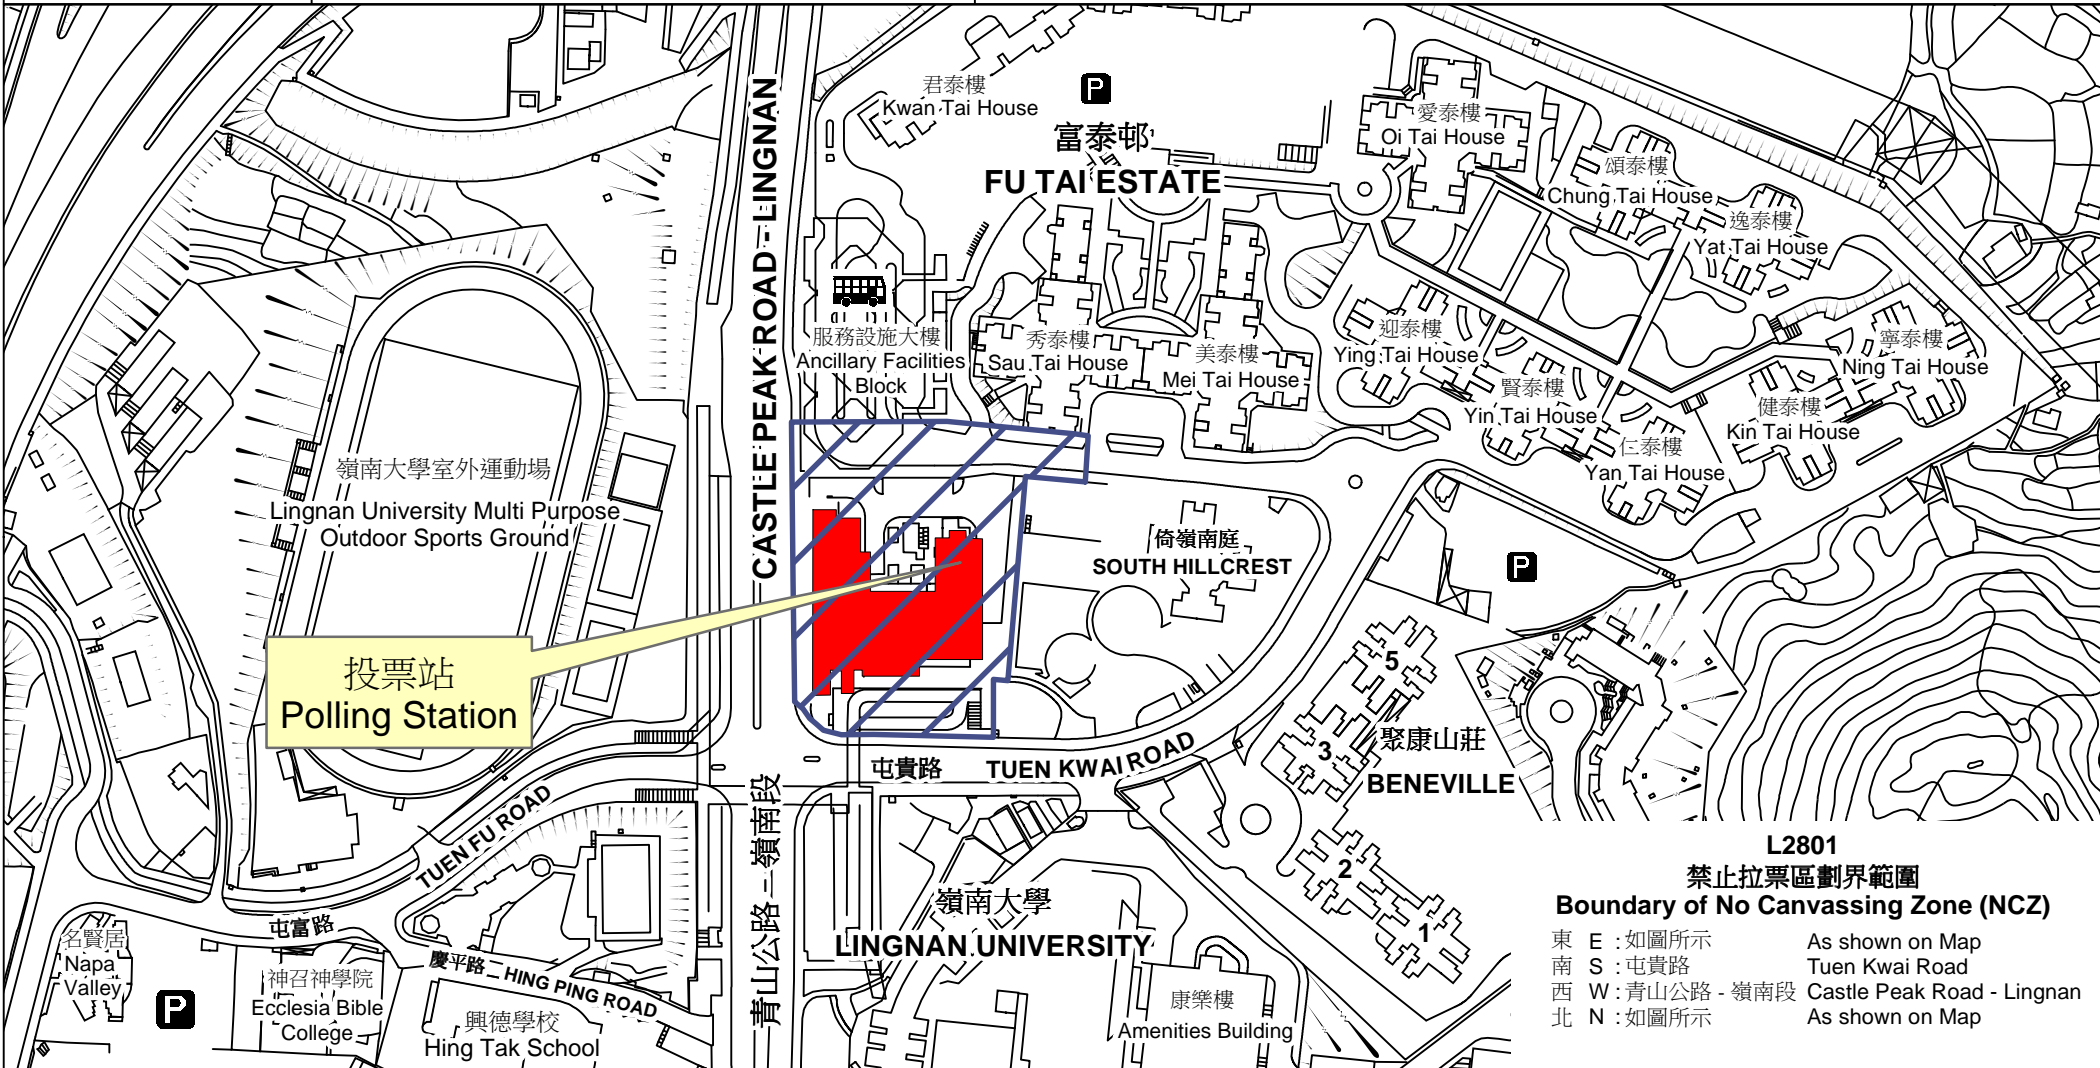 君泰樓
Kwan Tai House
P
富泰邨
FU TAI ESTATE
愛泰樓
Oi Tai House
頌泰樓
Chung Tai House
逸泰樓
Yat Tai House
CASTLE PEAK ROAD - LINGNAN
服務設施大樓
Ancillary Facilities
Block
秀泰樓
Sau Tai House
美泰樓
Mei Tai House
迎泰樓
Ying Tai House
賢泰樓
Yin Tai House
仁泰樓
Yan Tai House
健泰樓
Kin Tai House
寧泰樓
Ning Tai House
嶺南大學室外運動場
Lingnan University Multi Purpose
Outdoor Sports Ground
倚嶺南庭
SOUTH HILLCREST
P
投票站
Polling Station
5
3
2
1
聚康山莊
BENEVILLE
屯貴路
TUEN KWAI ROAD
TUEN FU ROAD
屯富路
青山公路 - 嶺南段
嶺南大學
LINGNAN UNIVERSITY
名賢居
Napa
Valley
P
神召神學院
Ecclesia Bible
College
慶平路
HING PING ROAD
興德學校
Hing Tak School
康樂樓
Amenities Building
L2801
禁止拉票區劃界範圍
Boundary of No Canvassing Zone (NCZ)
東 E : 如圖所示 As shown on Map
南 S : 屯貴路 Tuen Kwai Road
西 W : 青山公路 - 嶺南段 Castle Peak Road - Lingnan
北 N : 如圖所示 As shown on Map